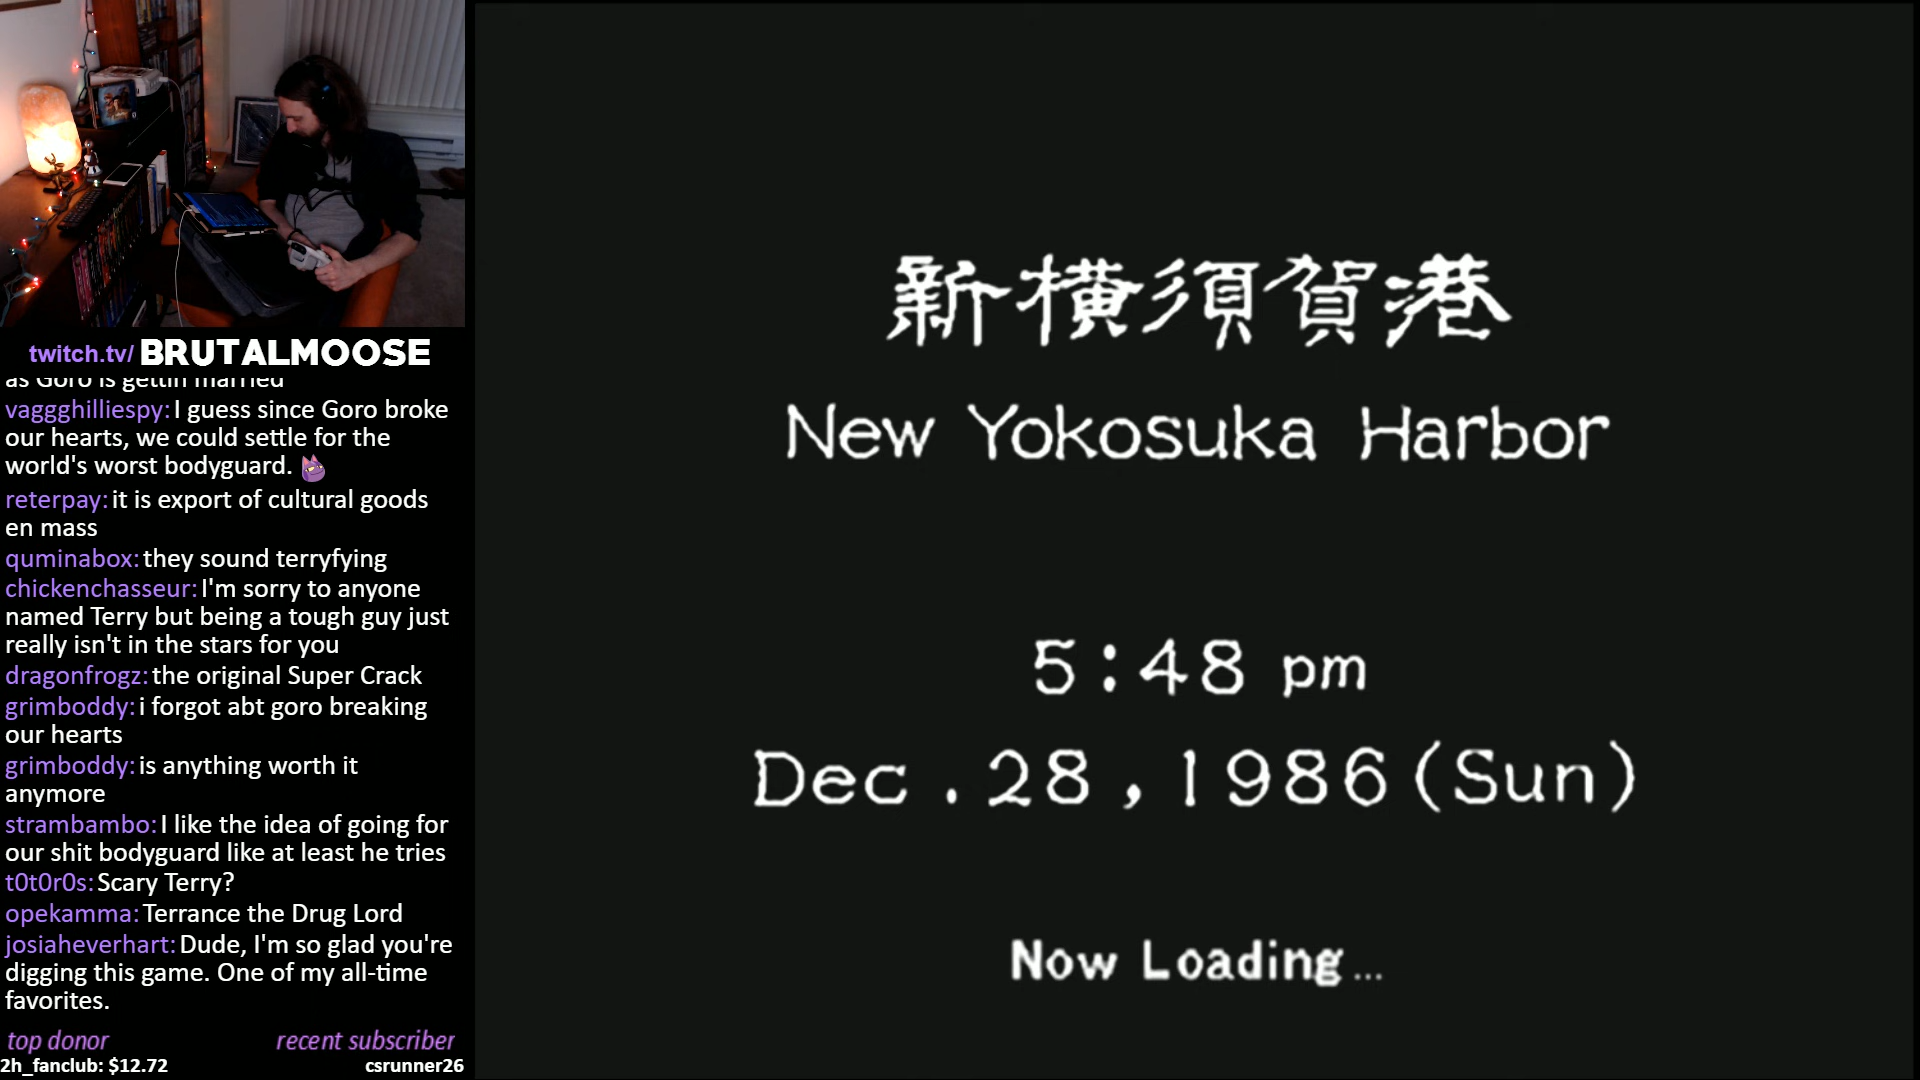 twitch.tv/ BRUTALMOOSE
as Goro is gettin married
vaggghilliespy: I guess since Goro broke
our hearts, we could settle for the
world's worst bodyguard.
reterpay: it is export of cultural goods
en mass
quminabox: they sound terryfying
chickenchasseur: I'm sorry to anyone
named Terry but being a tough guy just
really isn't in the stars for you
dragonfrogz: the original Super Crack
grimboddy: i forgot abt goro breaking
our hearts
grimboddy: is anything worth it
anymore
strambambo: I like the idea of going for
our shit bodyguard like at least he tries
t0t0r0s: Scary Terry?
opekamma: Terrance the Drug Lord
josiaheverhart: Dude, I'm so glad you're
digging this game. One of my all-time
favorites.
top donor
recent subscriber
2h_fanclub: $12.72
csrunner26
新横須賀港
New Yokosuka Harbor
5:48 pm
Dec.28,1986(Sun)
Now Loading...